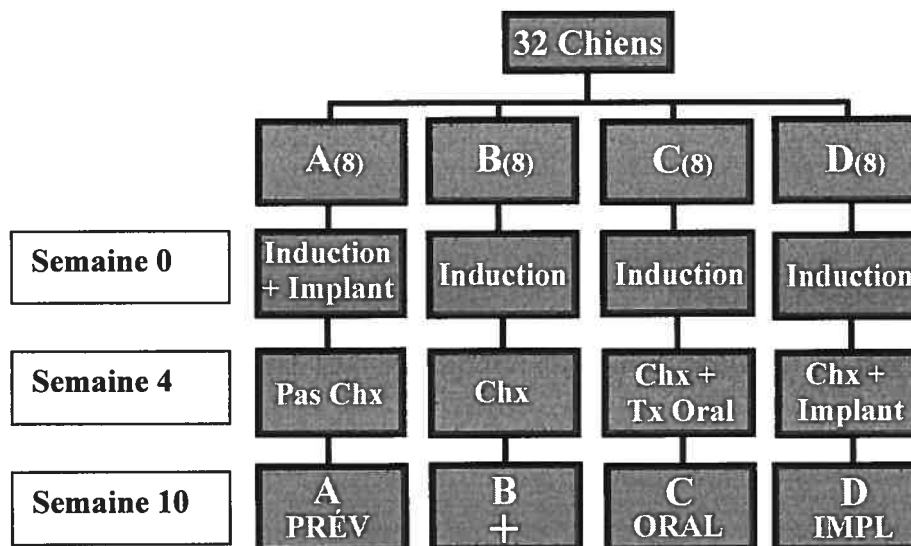 32 Chiens
A(8) B(8) C(8) D(8)
Semaine 0
Induction
+ Implant
Induction
Induction
Induction
Semaine 4
Pas Chx
Chx
Chx +
Tx Oral
Chx +
Implant
Semaine 10
A
PRÉV
B
+
C
ORAL
D
IMPL